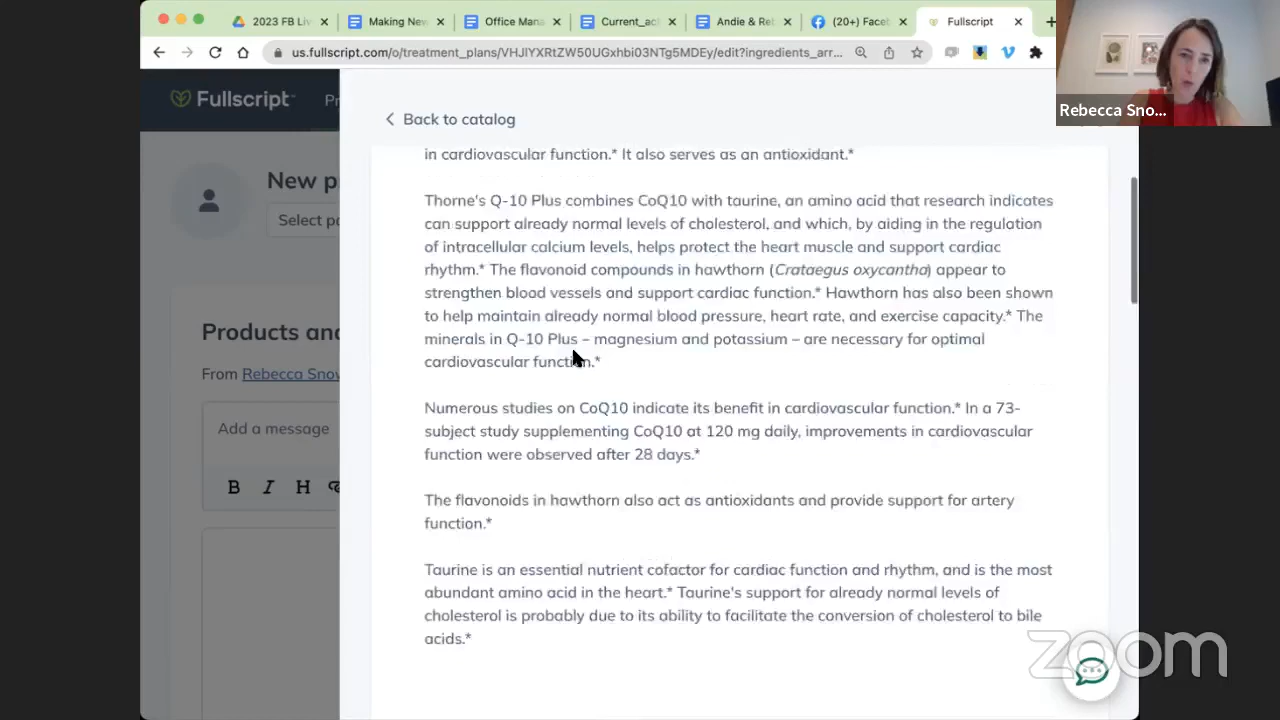 2023 FB Liv
Making New
Office Mana
Current_ac
Andie & Re
(20+) Face
Fullscript
us.fullscript.com/o/treatment_plans/VHJlYXRtZW50UGxhbi03NTg5MDEy/edit?ingredients_arr...
Rebecca Sno...
Fullscript
Pr
Back to catalog
New p
Select pa
in cardiovascular function.* It also serves as an antioxidant.*
Thorne's Q-10 Plus combines CoQ10 with taurine, an amino acid that research indicates
can support already normal levels of cholesterol, and which, by aiding in the regulation
of intracellular calcium levels, helps protect the heart muscle and support cardiac
rhythm.* The flavonoid compounds in hawthorn (Crataegus oxycantha) appear to
strengthen blood vessels and support cardiac function.* Hawthorn has also been shown
to help maintain already normal blood pressure, heart rate, and exercise capacity.* The
minerals in Q-10 Plus – magnesium and potassium – are necessary for optimal
cardiovascular function.*
Products and
From Rebecca Snow
Add a message
B I H
Numerous studies on CoQ10 indicate its benefit in cardiovascular function.* In a 73-
subject study supplementing CoQ10 at 120 mg daily, improvements in cardiovascular
function were observed after 28 days.*
The flavonoids in hawthorn also act as antioxidants and provide support for artery
function.*
Taurine is an essential nutrient cofactor for cardiac function and rhythm, and is the most
abundant amino acid in the heart.* Taurine's support for already normal levels of
cholesterol is probably due to its ability to facilitate the conversion of cholesterol to bile
acids.*
zoom